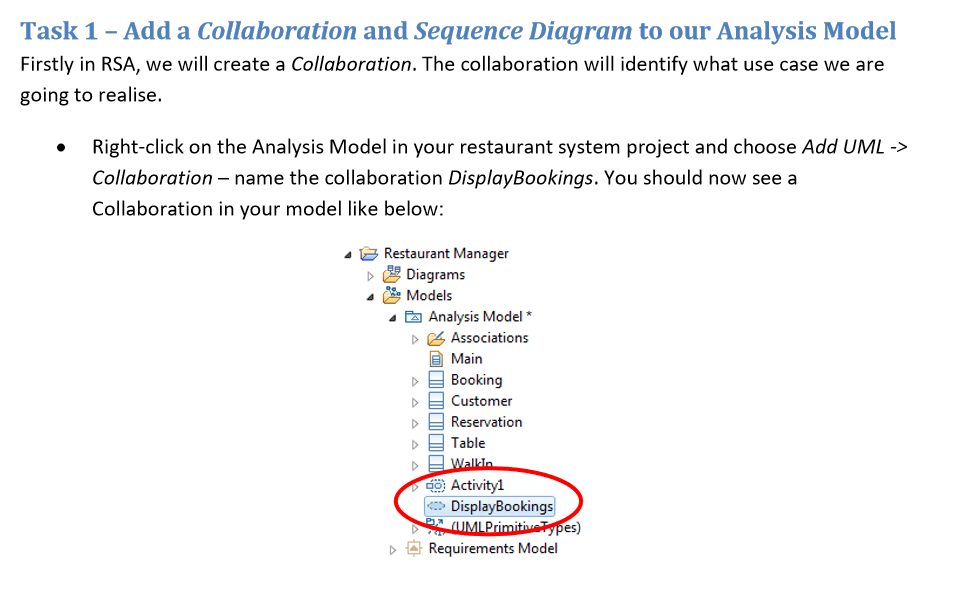 Task 1 – Add a Collaboration and Sequence Diagram to our Analysis Model
Firstly in RSA, we will create a Collaboration. The collaboration will identify what use case we are
going to realise.
• Right-click on the Analysis Model in your restaurant system project and choose Add UML ->
Collaboration – name the collaboration DisplayBookings. You should now see a
Collaboration in your model like below:
Restaurant Manager
Diagrams
Models
Analysis Model *
Associations
Main
Booking
Customer
Reservation
Table
WalkIn
Activity1
DisplayBookings
(UMLPrimitiveTypes)
Requirements Model